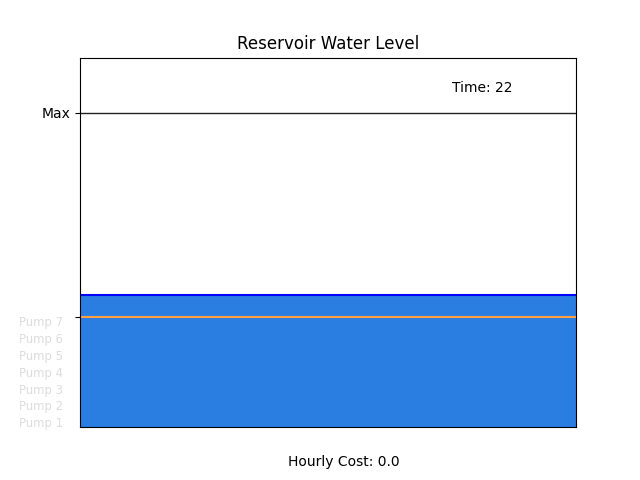 Reservoir Water Level
Time: 22
Max
Pump 7
Pump 6
Pump 5
Pump 4
Pump 3
Pump 2
Pump 1
Hourly Cost: 0.0